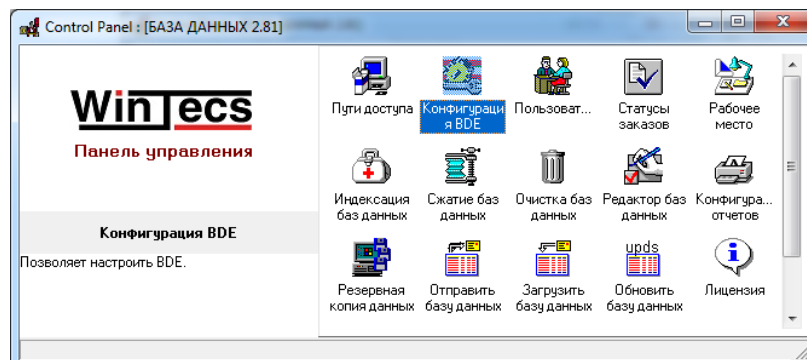 Control Panel : [БАЗА ДАННЫХ 2.81]
WinTecs
Панель управления
Конфигурация BDE
Позволяет настроить BDE.
Пути доступа
Конфигураци
я BDE
Пользоват...
Статусы
заказов
Рабочее
место
Индексация
баз данных
Сжатие баз
данных
Очистка баз
данных
Редактор баз
данных
Конфигура...
отчетов
Резервная
копия данных
Отправить
базу данных
Загрузить
базу данных
upds
Обновить
базу данных
Лицензия